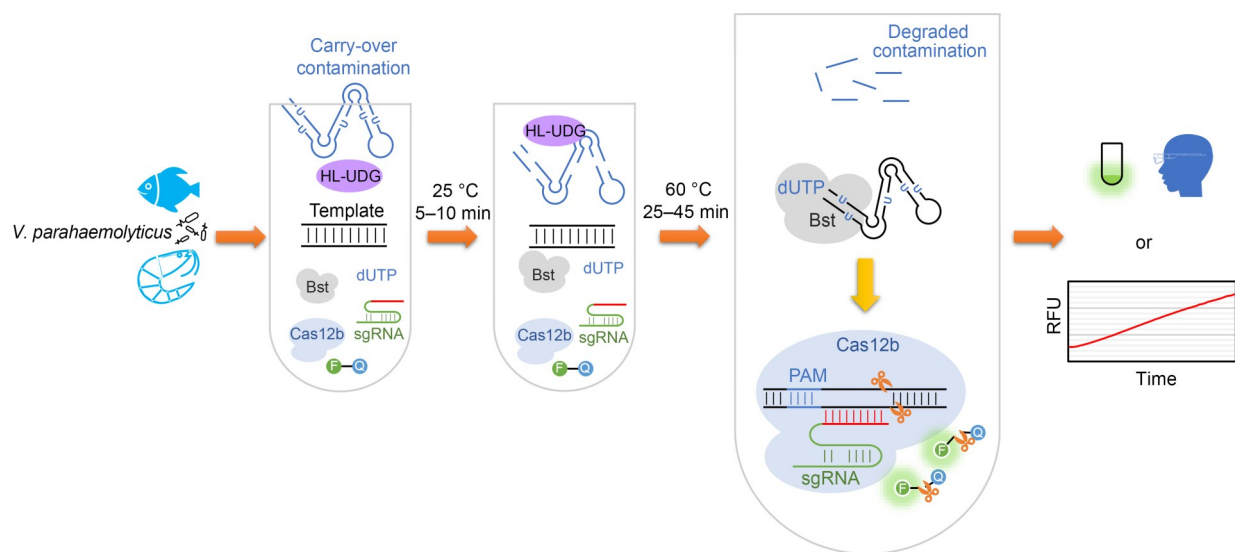 V. parahaemolyticus
Carry-over
contamination
HL-UDG
Template
Bst
dUTP
Cas12b
sgRNA
F
Q
25 °C
5–10 min
HL-UDG
Bst
dUTP
Cas12b
sgRNA
F
Q
60 °C
25–45 min
Degraded
contamination
dUTP
U
U
U
Bst
Cas12b
PAM
sgRNA
F
Q
F
Q
or
RFU
Time